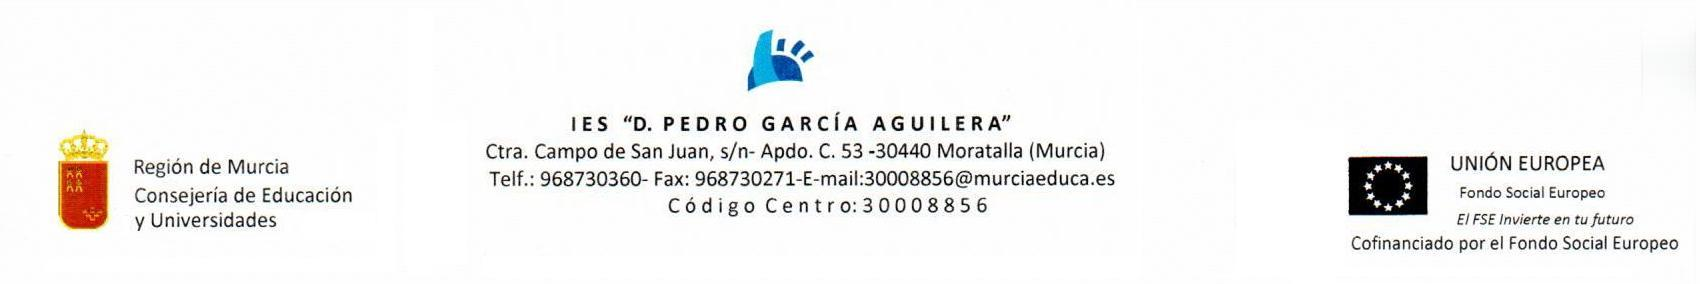 IES "D. PEDRO GARCÍA AGUILERA"
Ctra. Campo de San Juan, s/n- Apdo. C. 53 -30440 Moratalla (Murcia)
Telf.: 968730360- Fax: 968730271-E-mail:30008856@murciaeduca.es
Código Centro: 30008856
Región de Murcia
Consejería de Educación
y Universidades
UNIÓN EUROPEA
Fondo Social Europeo
El FSE Invierte en tu futuro
Cofinanciado por el Fondo Social Europeo